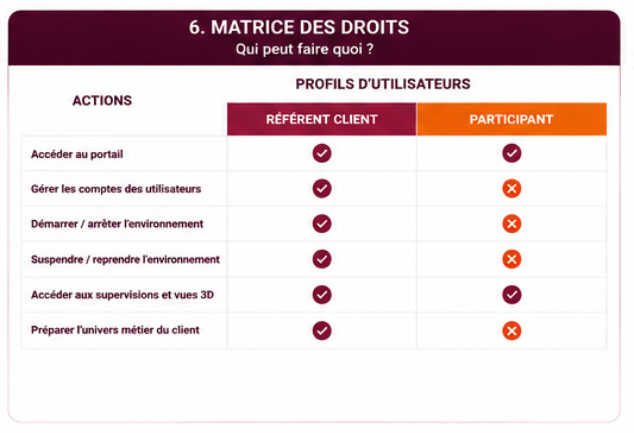 6. MATRICE DES DROITS
Qui peut faire quoi ?
PROFILS D'UTILISATEURS
ACTIONS
RÉFÉRENT CLIENT
PARTICIPANT
Accéder au portail
Gérer les comptes des utilisateurs
Démarrer / arrêter l'environnement
Suspendre / reprendre l'environnement
Accéder aux supervisions et vues 3D
Préparer l'univers métier du client